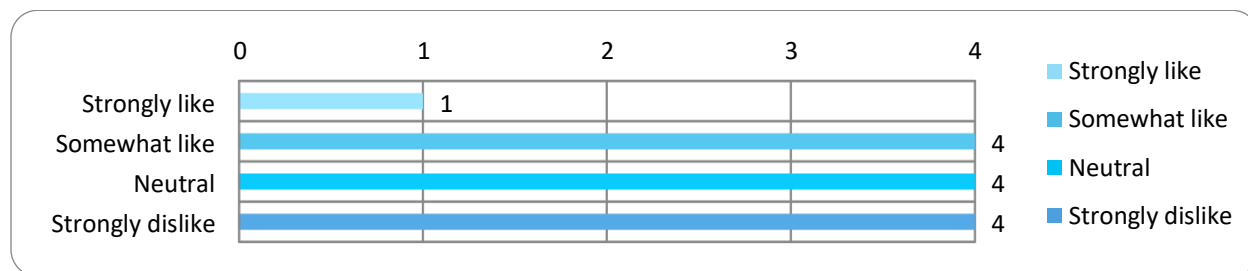 0 1 2 3 4
Strongly like 1
Somewhat like 4
Neutral 4
Strongly dislike 4
Strongly like
Somewhat like
Neutral
Strongly dislike